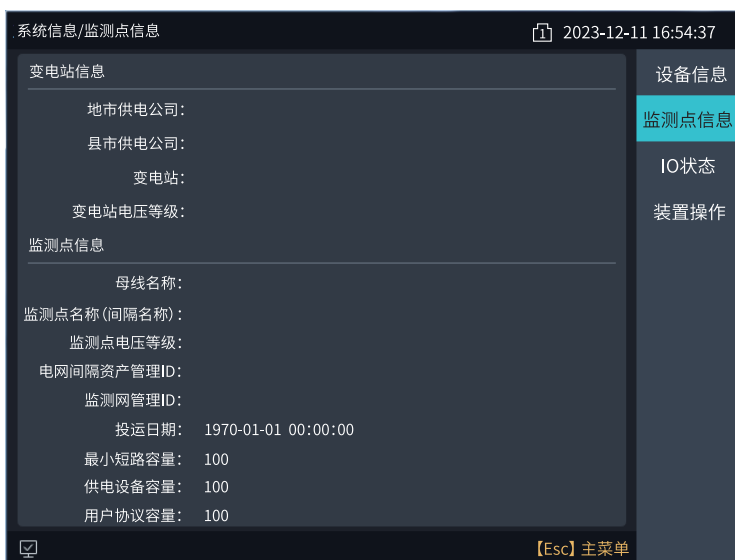 系统信息/监测点信息
1 2023-12-11 16:54:37
变电站信息
地市供电公司：
县市供电公司：
变电站：
变电站电压等级：
监测点信息
母线名称：
监测点名称(间隔名称)：
监测点电压等级：
电网间隔资产管理ID：
监测网管理ID：
投运日期： 1970-01-01 00:00:00
最小短路容量： 100
供电设备容量： 100
用户协议容量： 100
设备信息
监测点信息
IO状态
装置操作
【Esc】主菜单